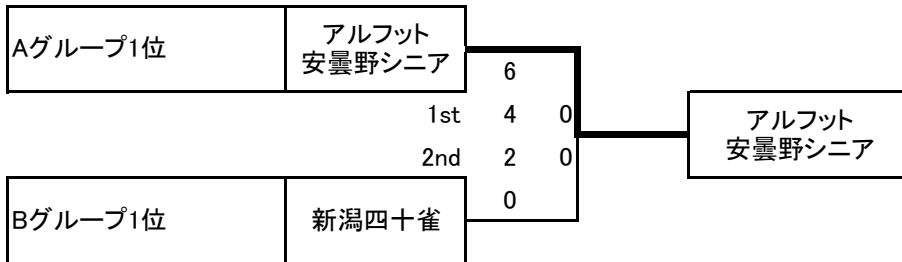 Aグループ1位
アルフット
安曇野シニア
6
1st 4 0
2nd 2 0
0
アルフット
安曇野シニア
Bグループ1位
新潟四十雀